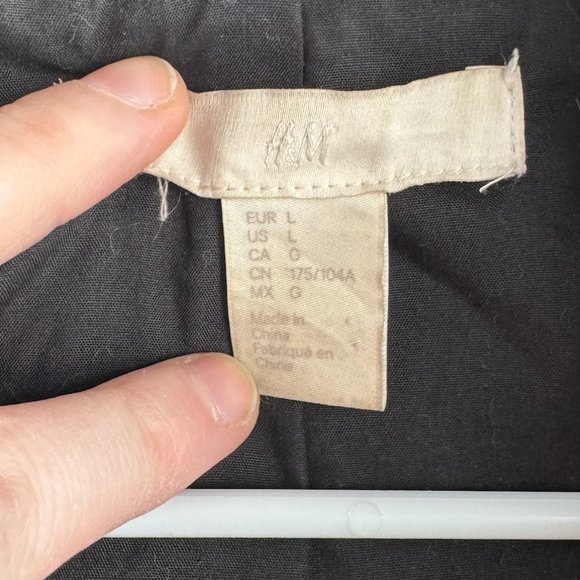 H&M
EUR L
US L
CA G
CN 175/104A
MX G
Made in
China
Fabriqué en
Chine